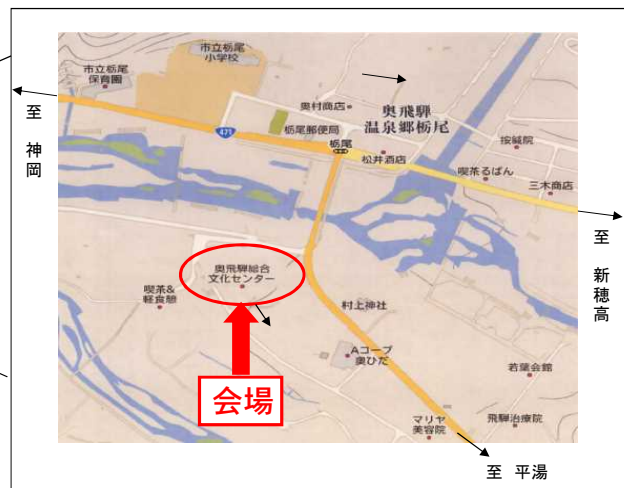 市立栃尾
小学校
市立栃尾
保育園
至
神
岡
奥村商店
奥飛騨
温泉郷栃尾
471
栃尾郵便局
栃尾
松井酒店
按鍼院
喫茶るぱん
三木商店
至
新
穂
高
奥飛騨総合
文化センター
喫茶&
軽食憩
村上神社
Aコープ
奥ひだ
若葉会館
会場
マリヤ
美容院
飛騨治療院
至 平湯